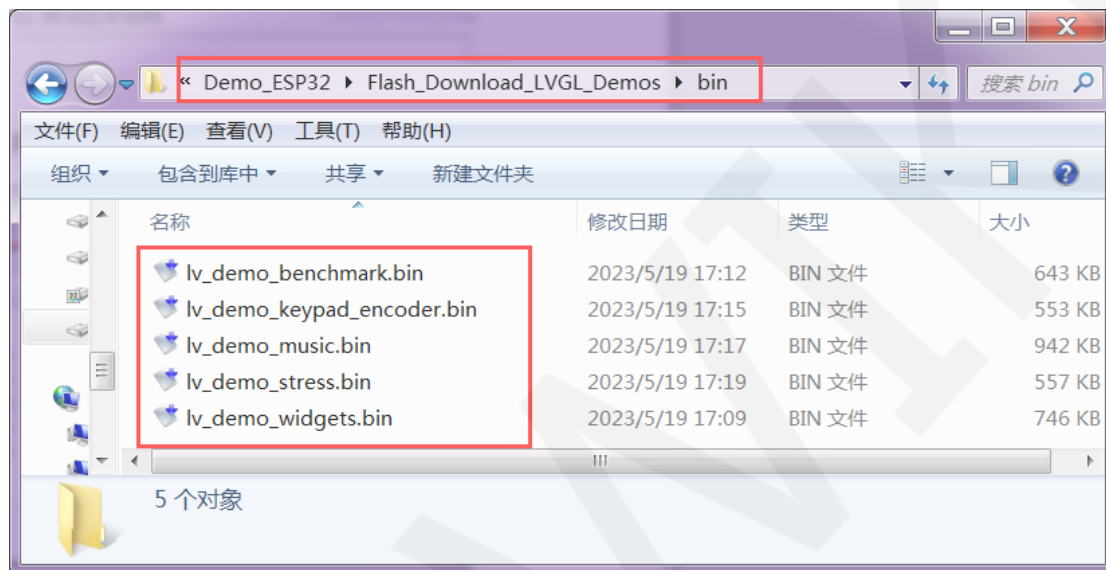 « Demo_ESP32 ▸ Flash_Download_LVGL_Demos ▸ bin
搜索 bin
文件(F) 编辑(E) 查看(V) 工具(T) 帮助(H)
组织 包含到库中 共享 新建文件夹
名称 修改日期 类型 大小
lv_demo_benchmark.bin 2023/5/19 17:12 BIN 文件 643 KB
lv_demo_keypad_encoder.bin 2023/5/19 17:15 BIN 文件 553 KB
lv_demo_music.bin 2023/5/19 17:17 BIN 文件 942 KB
lv_demo_stress.bin 2023/5/19 17:19 BIN 文件 557 KB
lv_demo_widgets.bin 2023/5/19 17:09 BIN 文件 746 KB
5 个对象